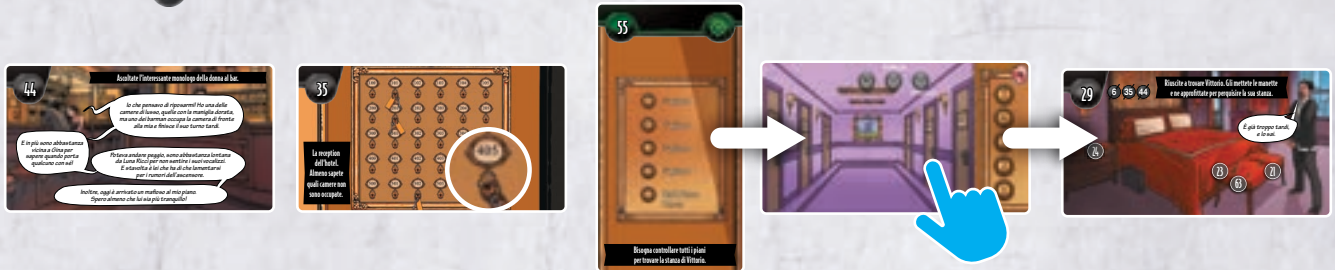 44
Ascoltate l'interessante monologo della donna al bar.
Io che pensavo di riposarmi! Ho una delle
camere di lusso, quelle con la maniglia dorata,
ma uno dei barman occupa la camera di fronte
alla mia e finisce il suo turno tardi.
E in più sono abbastanza
vicina a Gina per
sapere quando porta
qualcuno con sé!
Poteva andare peggio, sono abbastanza lontana
da Luna Ricci per non sentire i suoi vocalizzi.
E stavolta è lei che ha di che lamentarsi
per i rumori dell'ascensore.
Inoltre, oggi è arrivato un mafioso al mio piano.
Spero almeno che lui sia più tranquillo!
35
La reception
dell'hotel.
Almeno sapete
quali camere non
sono occupate.
405
55
Bisogna controllare tutti i piani
per trovare la stanza di Vittorio.
29
6 35 44
Riuscite a trovare Vittorio. Gli mettete le manette
e ne approfittate per perquisire la sua stanza.
È già troppo tardi,
e lo sai.
24
23
63
21